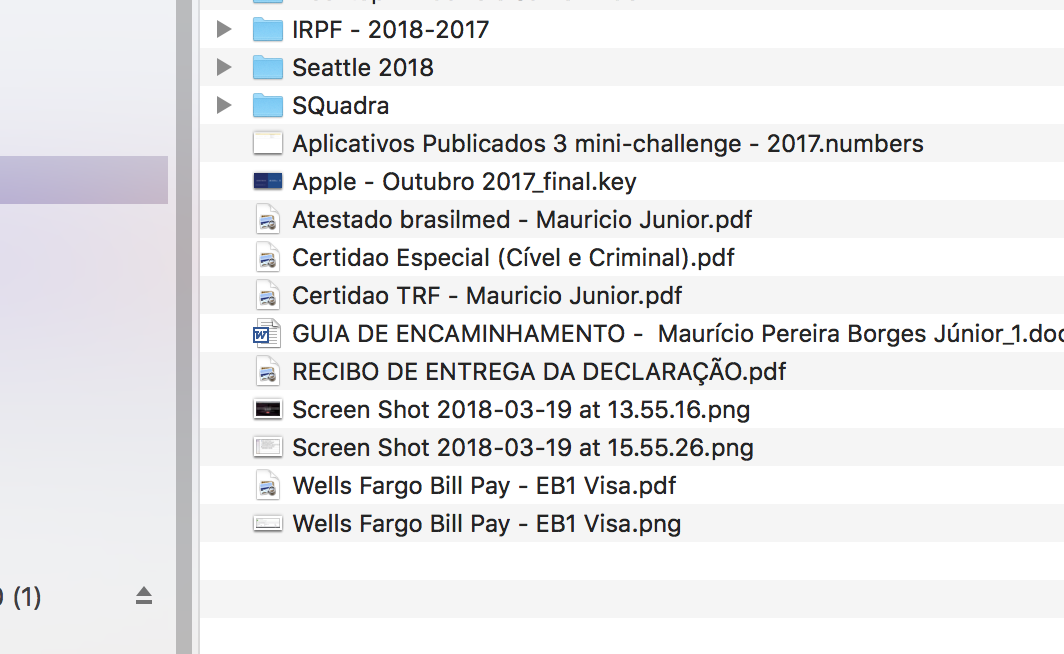 IRPF - 2018-2017
Seattle 2018
SQuadra
Aplicativos Publicados 3 mini-challenge - 2017.numbers
Apple - Outubro 2017_final.key
Atestado brasilmed - Mauricio Junior.pdf
Certidao Especial (Cível e Criminal).pdf
Certidao TRF - Mauricio Junior.pdf
GUIA DE ENCAMINHAMENTO -  Maurício Pereira Borges Júnior_1.doc
RECIBO DE ENTREGA DA DECLARAÇÃO.pdf
Screen Shot 2018-03-19 at 13.55.16.png
Screen Shot 2018-03-19 at 15.55.26.png
Wells Fargo Bill Pay - EB1 Visa.pdf
Wells Fargo Bill Pay - EB1 Visa.png
(1)